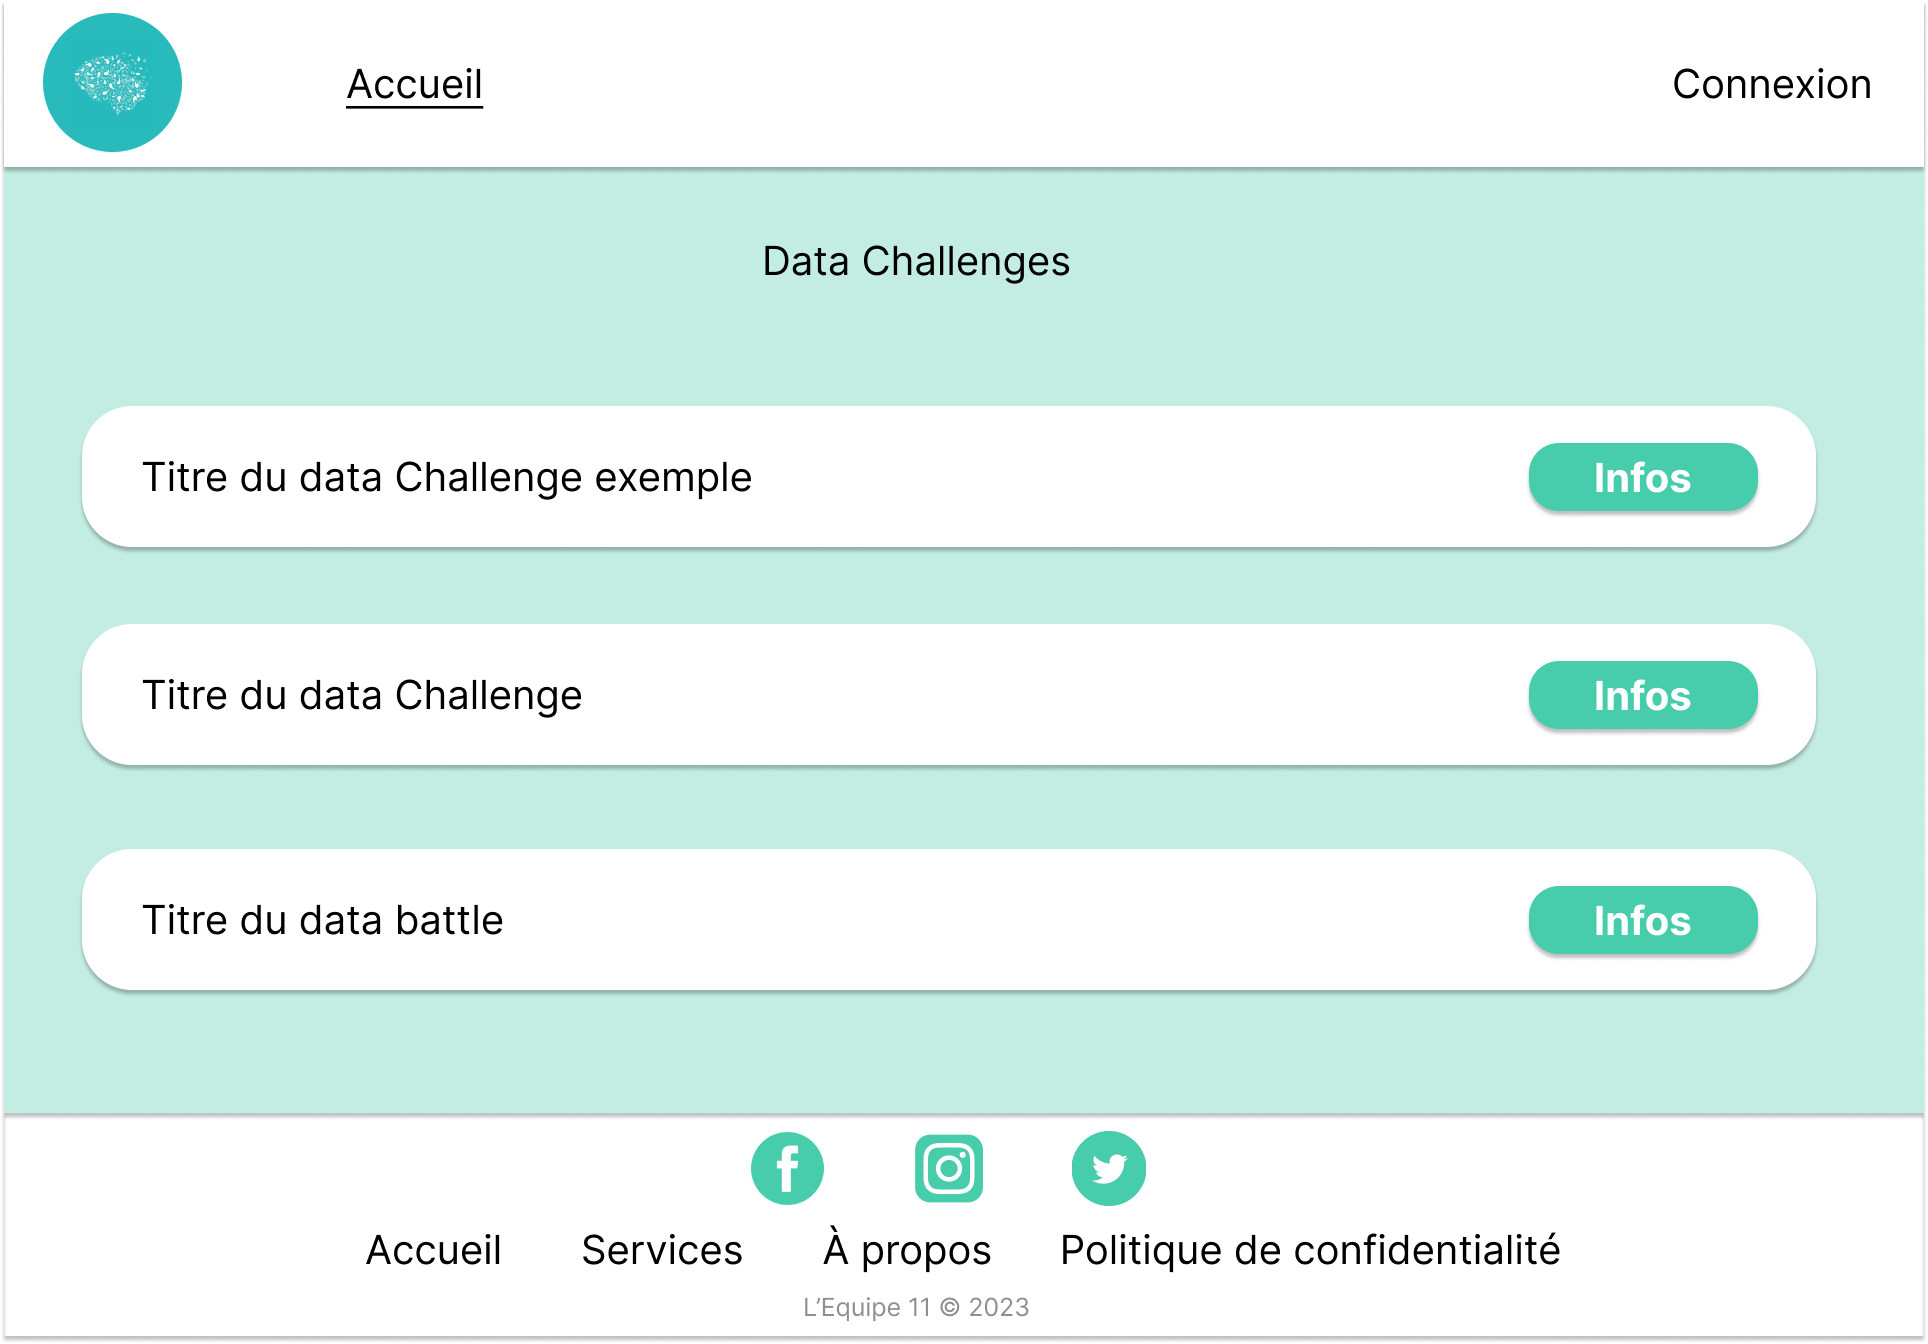 Accueil
Connexion
Data Challenges
Titre du data Challenge exemple
Infos
Titre du data Challenge
Infos
Titre du data battle
Infos
Accueil
Services
À propos
Politique de confidentialité
L’Equipe 11 © 2023